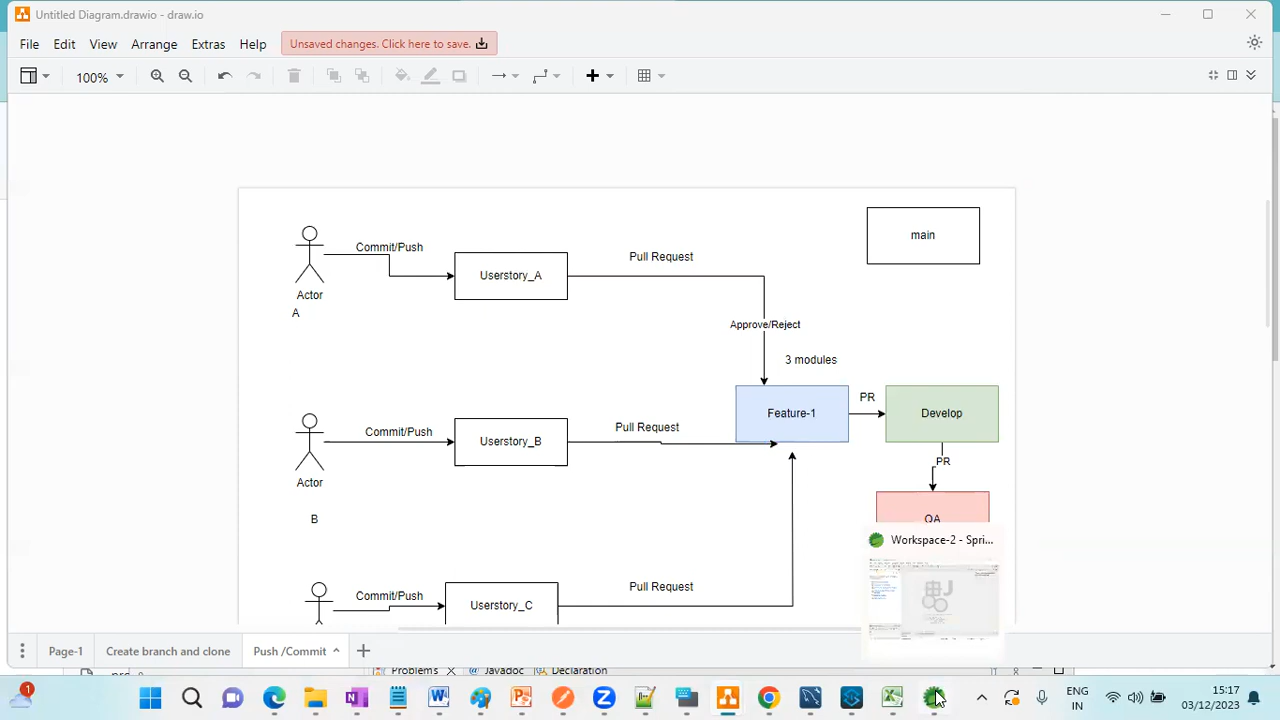 Untitled Diagram.drawio - draw.io
File Edit View Arrange Extras Help Unsaved changes. Click here to save.
100%
main
Commit/Push
Userstory_A
Pull Request
Actor
A
Approve/Reject
3 modules
Feature-1
PR
Develop
Commit/Push
Userstory_B
Pull Request
Actor
PR
B
QA
Workspace-2 - Spri...
Commit/Push
Userstory_C
Pull Request
Page-1 Create branch and clone Push /Commit
Problems Javadoc Declaration
1
ENG
IN
15:17
03/12/2023